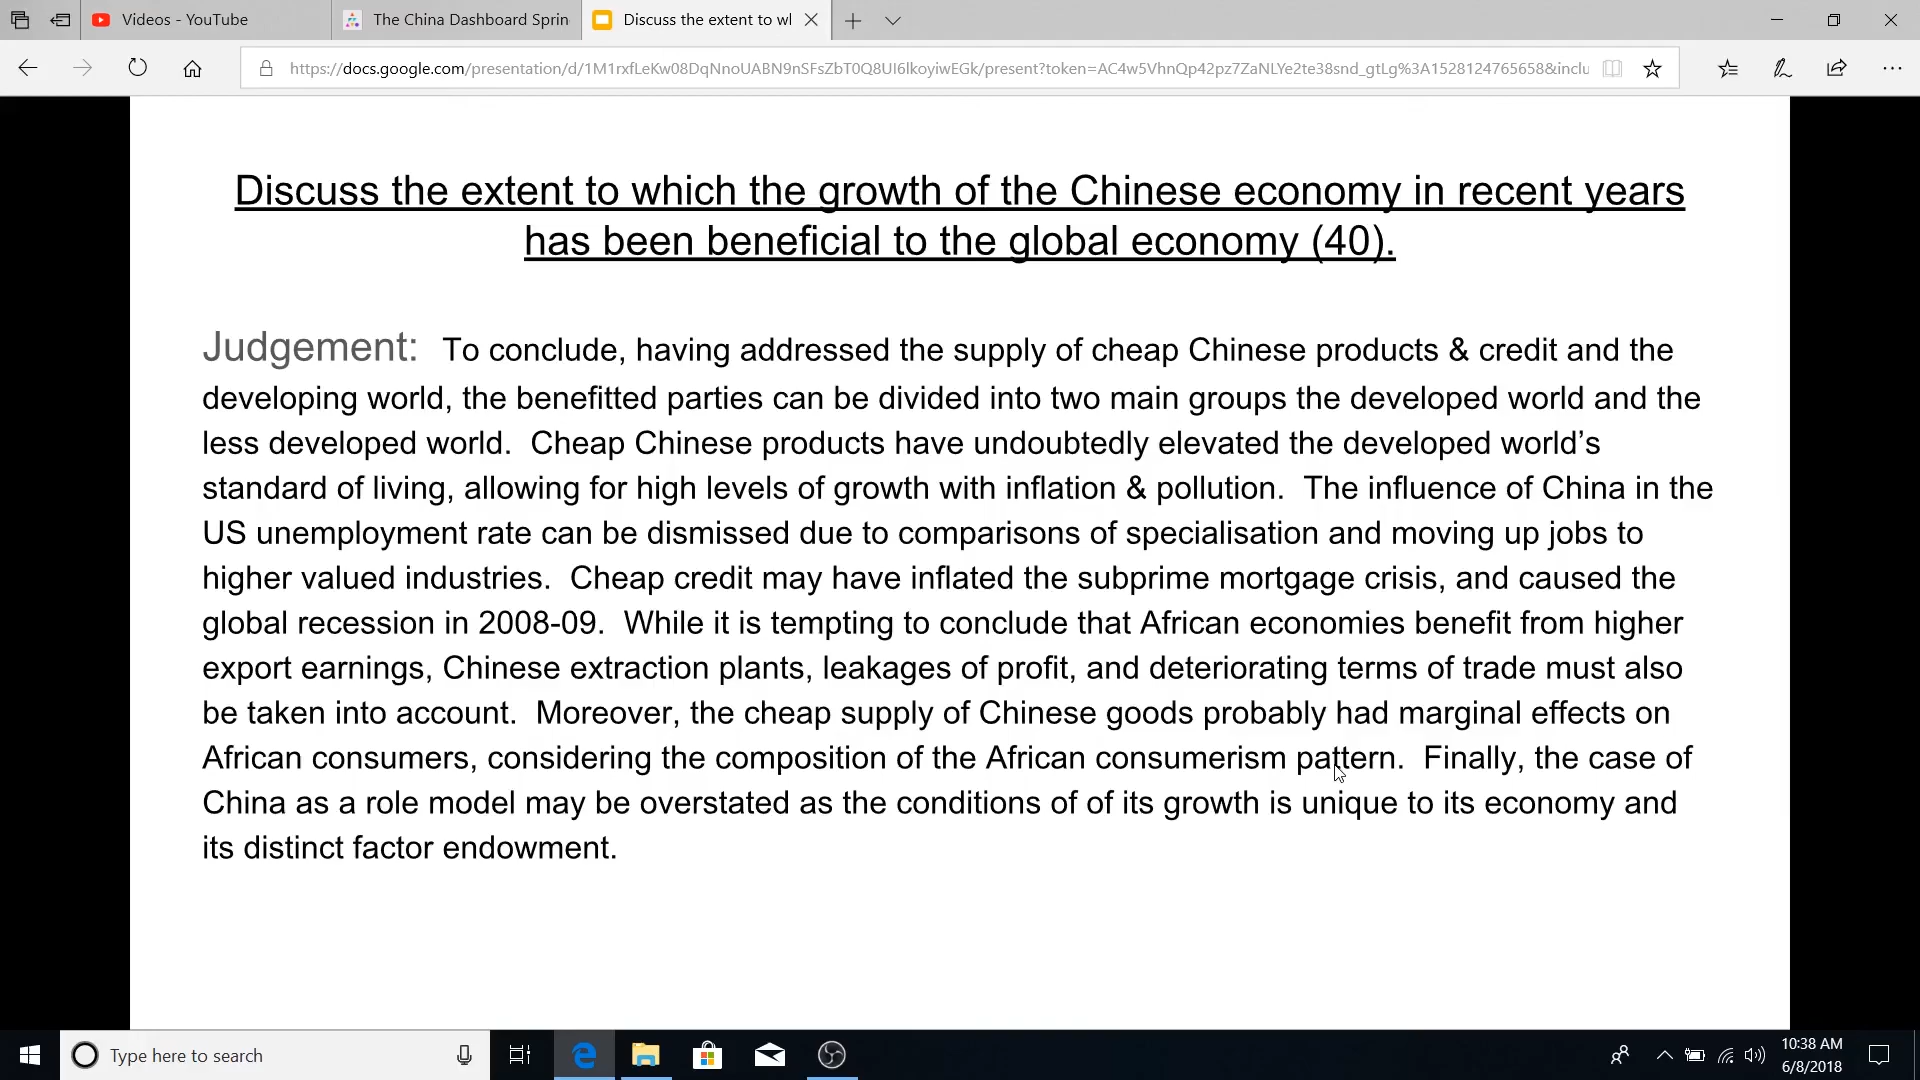 Videos - YouTube
The China Dashboard Sprin
Discuss the extent to wl
https://docs.google.com/presentation/d/1M1rxfLeKw08DqNnoUABN9nSFsZbT0Q8UI6lkoyiwEGk/present?token=AC4w5VhnQp42pz7ZaNLYe2te38snd_gtLg%3A1528124765658&inclu
Discuss the extent to which the growth of the Chinese economy in recent years
has been beneficial to the global economy (40).
Judgement: To conclude, having addressed the supply of cheap Chinese products & credit and the
developing world, the benefitted parties can be divided into two main groups the developed world and the
less developed world. Cheap Chinese products have undoubtedly elevated the developed world's
standard of living, allowing for high levels of growth with inflation & pollution. The influence of China in the
US unemployment rate can be dismissed due to comparisons of specialisation and moving up jobs to
higher valued industries. Cheap credit may have inflated the subprime mortgage crisis, and caused the
global recession in 2008-09. While it is tempting to conclude that African economies benefit from higher
export earnings, Chinese extraction plants, leakages of profit, and deteriorating terms of trade must also
be taken into account. Moreover, the cheap supply of Chinese goods probably had marginal effects on
African consumers, considering the composition of the African consumerism pattern. Finally, the case of
China as a role model may be overstated as the conditions of of its growth is unique to its economy and
its distinct factor endowment.
Type here to search
10:38 AM
6/8/2018